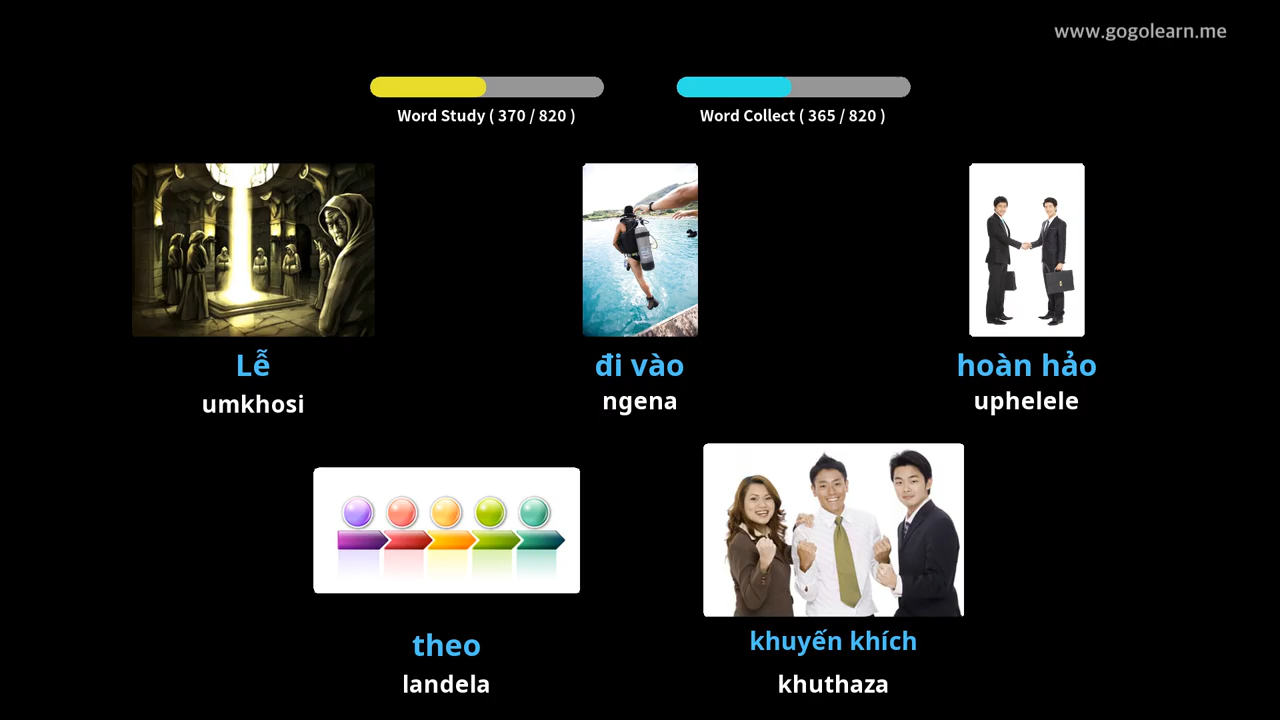 www.gogolearn.me
Word Study ( 370 / 820 )
Word Collect ( 365 / 820 )
Lễ
umkhosi
đi vào
ngena
hoàn hảo
uphelele
theo
landela
khuyến khích
khuthaza